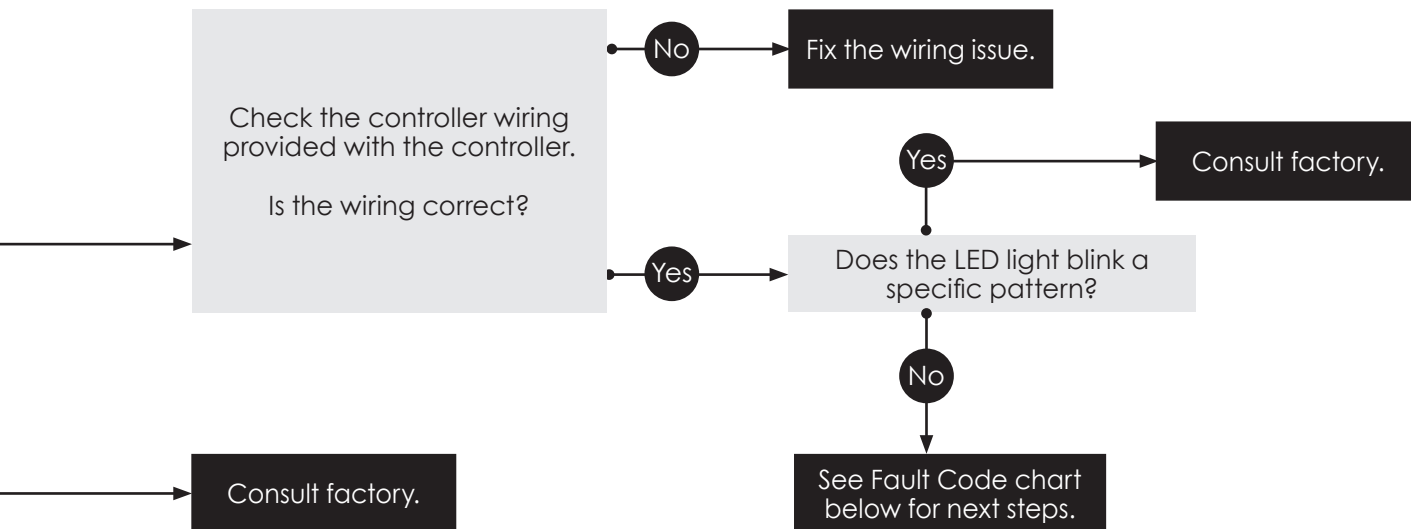 Check the controller wiring
provided with the controller.
Is the wiring correct?
No
Fix the wiring issue.
Yes
Does the LED light blink a
specific pattern?
Yes
Consult factory.
No
See Fault Code chart
below for next steps.
Consult factory.